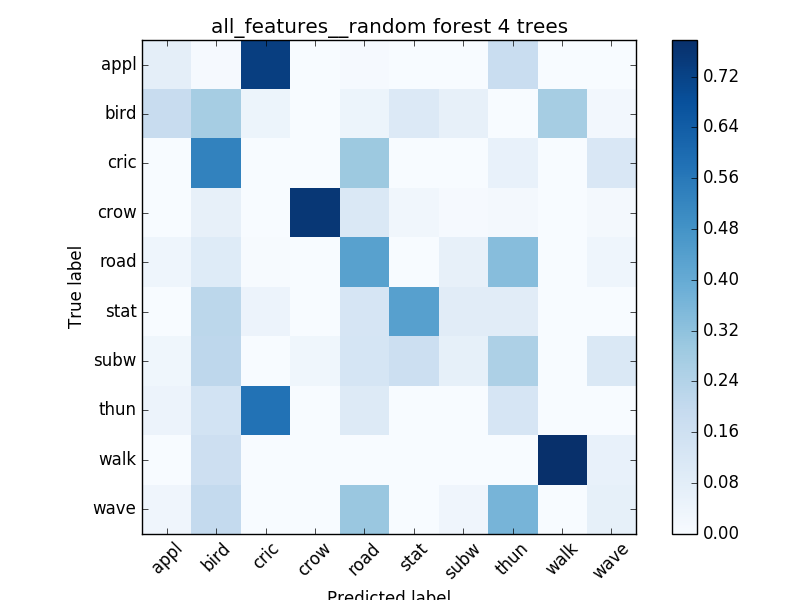 all_features__random forest 4 trees
appl
bird
cric
crow
road
stat
subw
thun
walk
wave
True label
appl bird cric crow road stat subw thun walk wave
Predicted label
0.72
0.64
0.56
0.48
0.40
0.32
0.24
0.16
0.08
0.00